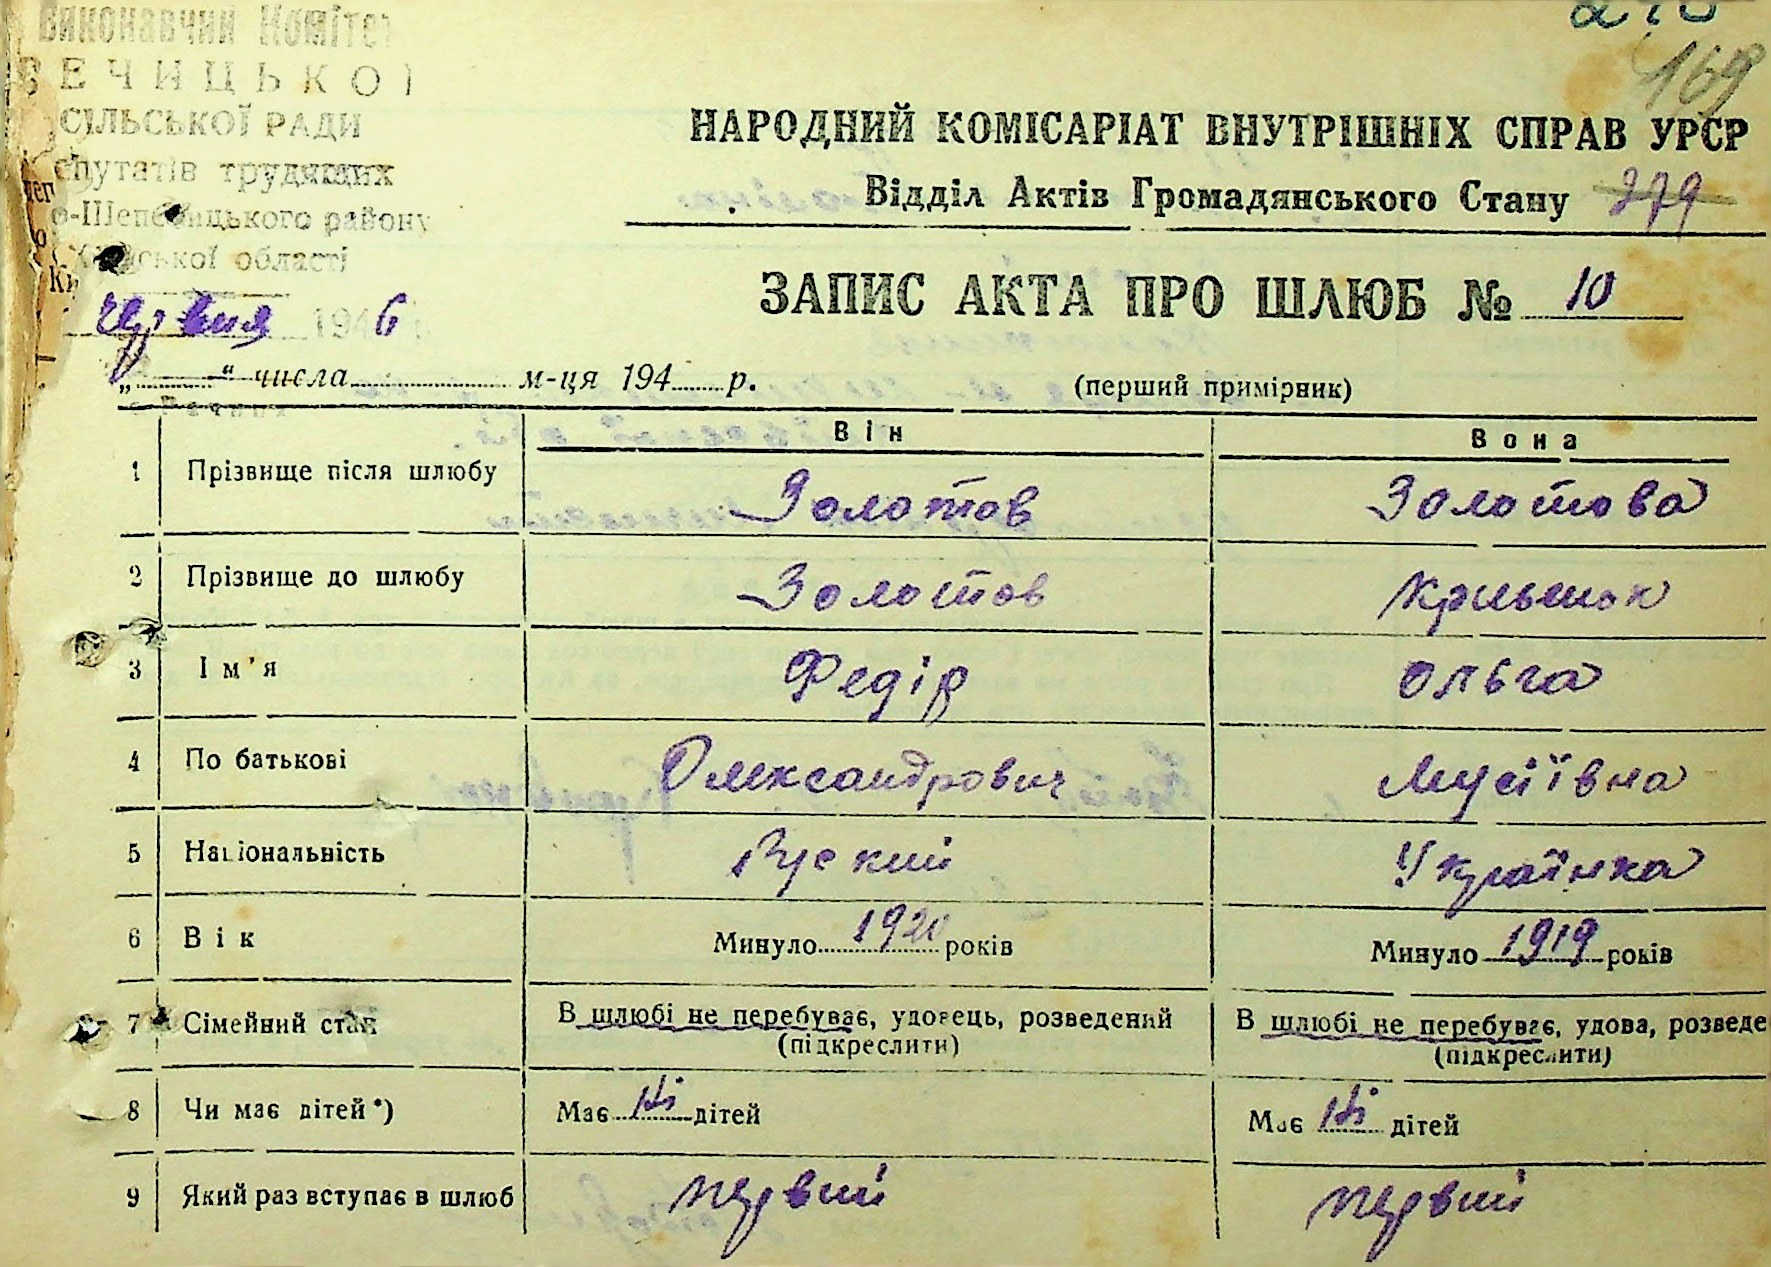 Виконавчий Комітет
ВЕЧИЦЬКОЇ
СІЛЬСЬКОЇ РАДИ
депутатів трудящих
району
області
червня 1946
169
НАРОДНИЙ КОМІСАРІАТ ВНУТРІШНІХ СПРАВ УРСР
Відділ Актів Громадянського Стану 279
ЗАПИС АКТА ПРО ШЛЮБ № 10
„ “ числа м-ця 194 р.
(перший примірник)
Він Вона
1 Прізвище після шлюбу Золотов Золотова
2 Прізвище до шлюбу Золотов
3 Ім'я Федір Ольга
4 По батькові Олександрович Мусіївна
5 Національність Руский Українка
6 Вік Минуло 1920 років Минуло 1919 років
7 Сімейний стан В шлюбі не перебуває, удовець, розведений В шлюбі не перебуває, удова, розведе
(підкреслити) (підкреслити)
8 Чи має дітей*) Має Ні дітей Має Ні дітей
9 Який раз вступає в шлюб первий первий